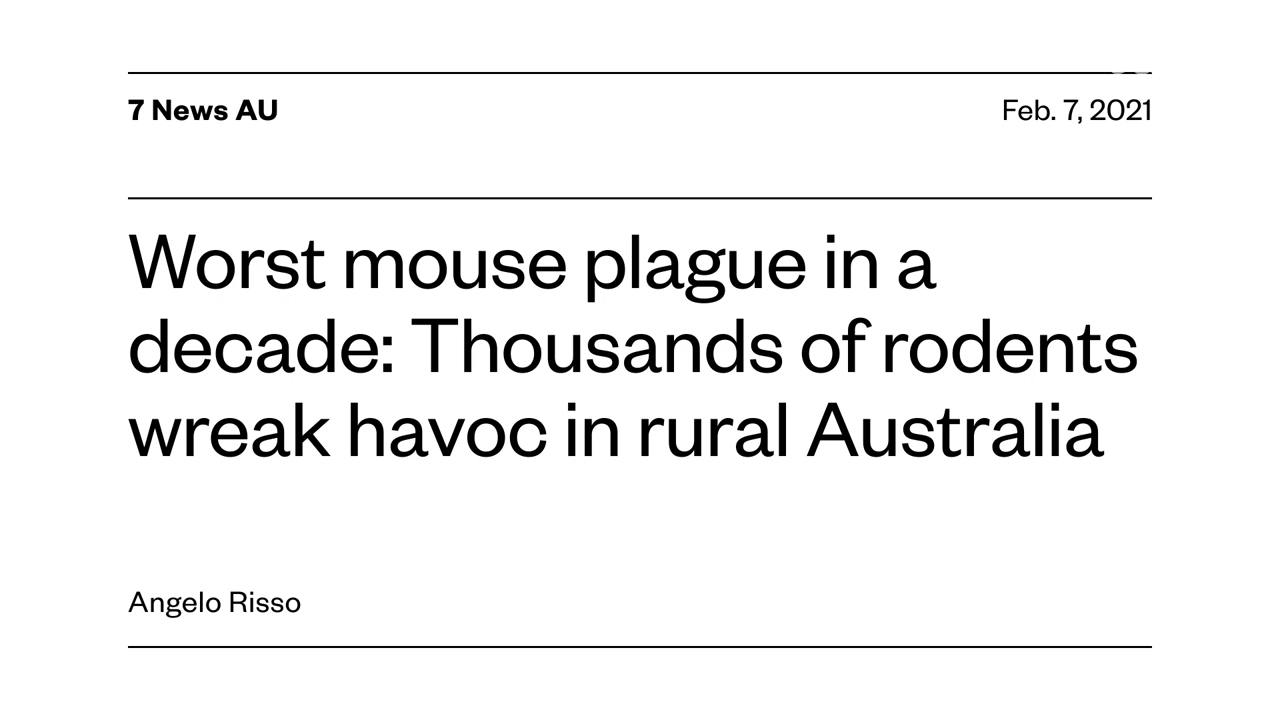 7 News AU
Feb. 7, 2021
Worst mouse plague in a
decade: Thousands of rodents
wreak havoc in rural Australia
Angelo Risso